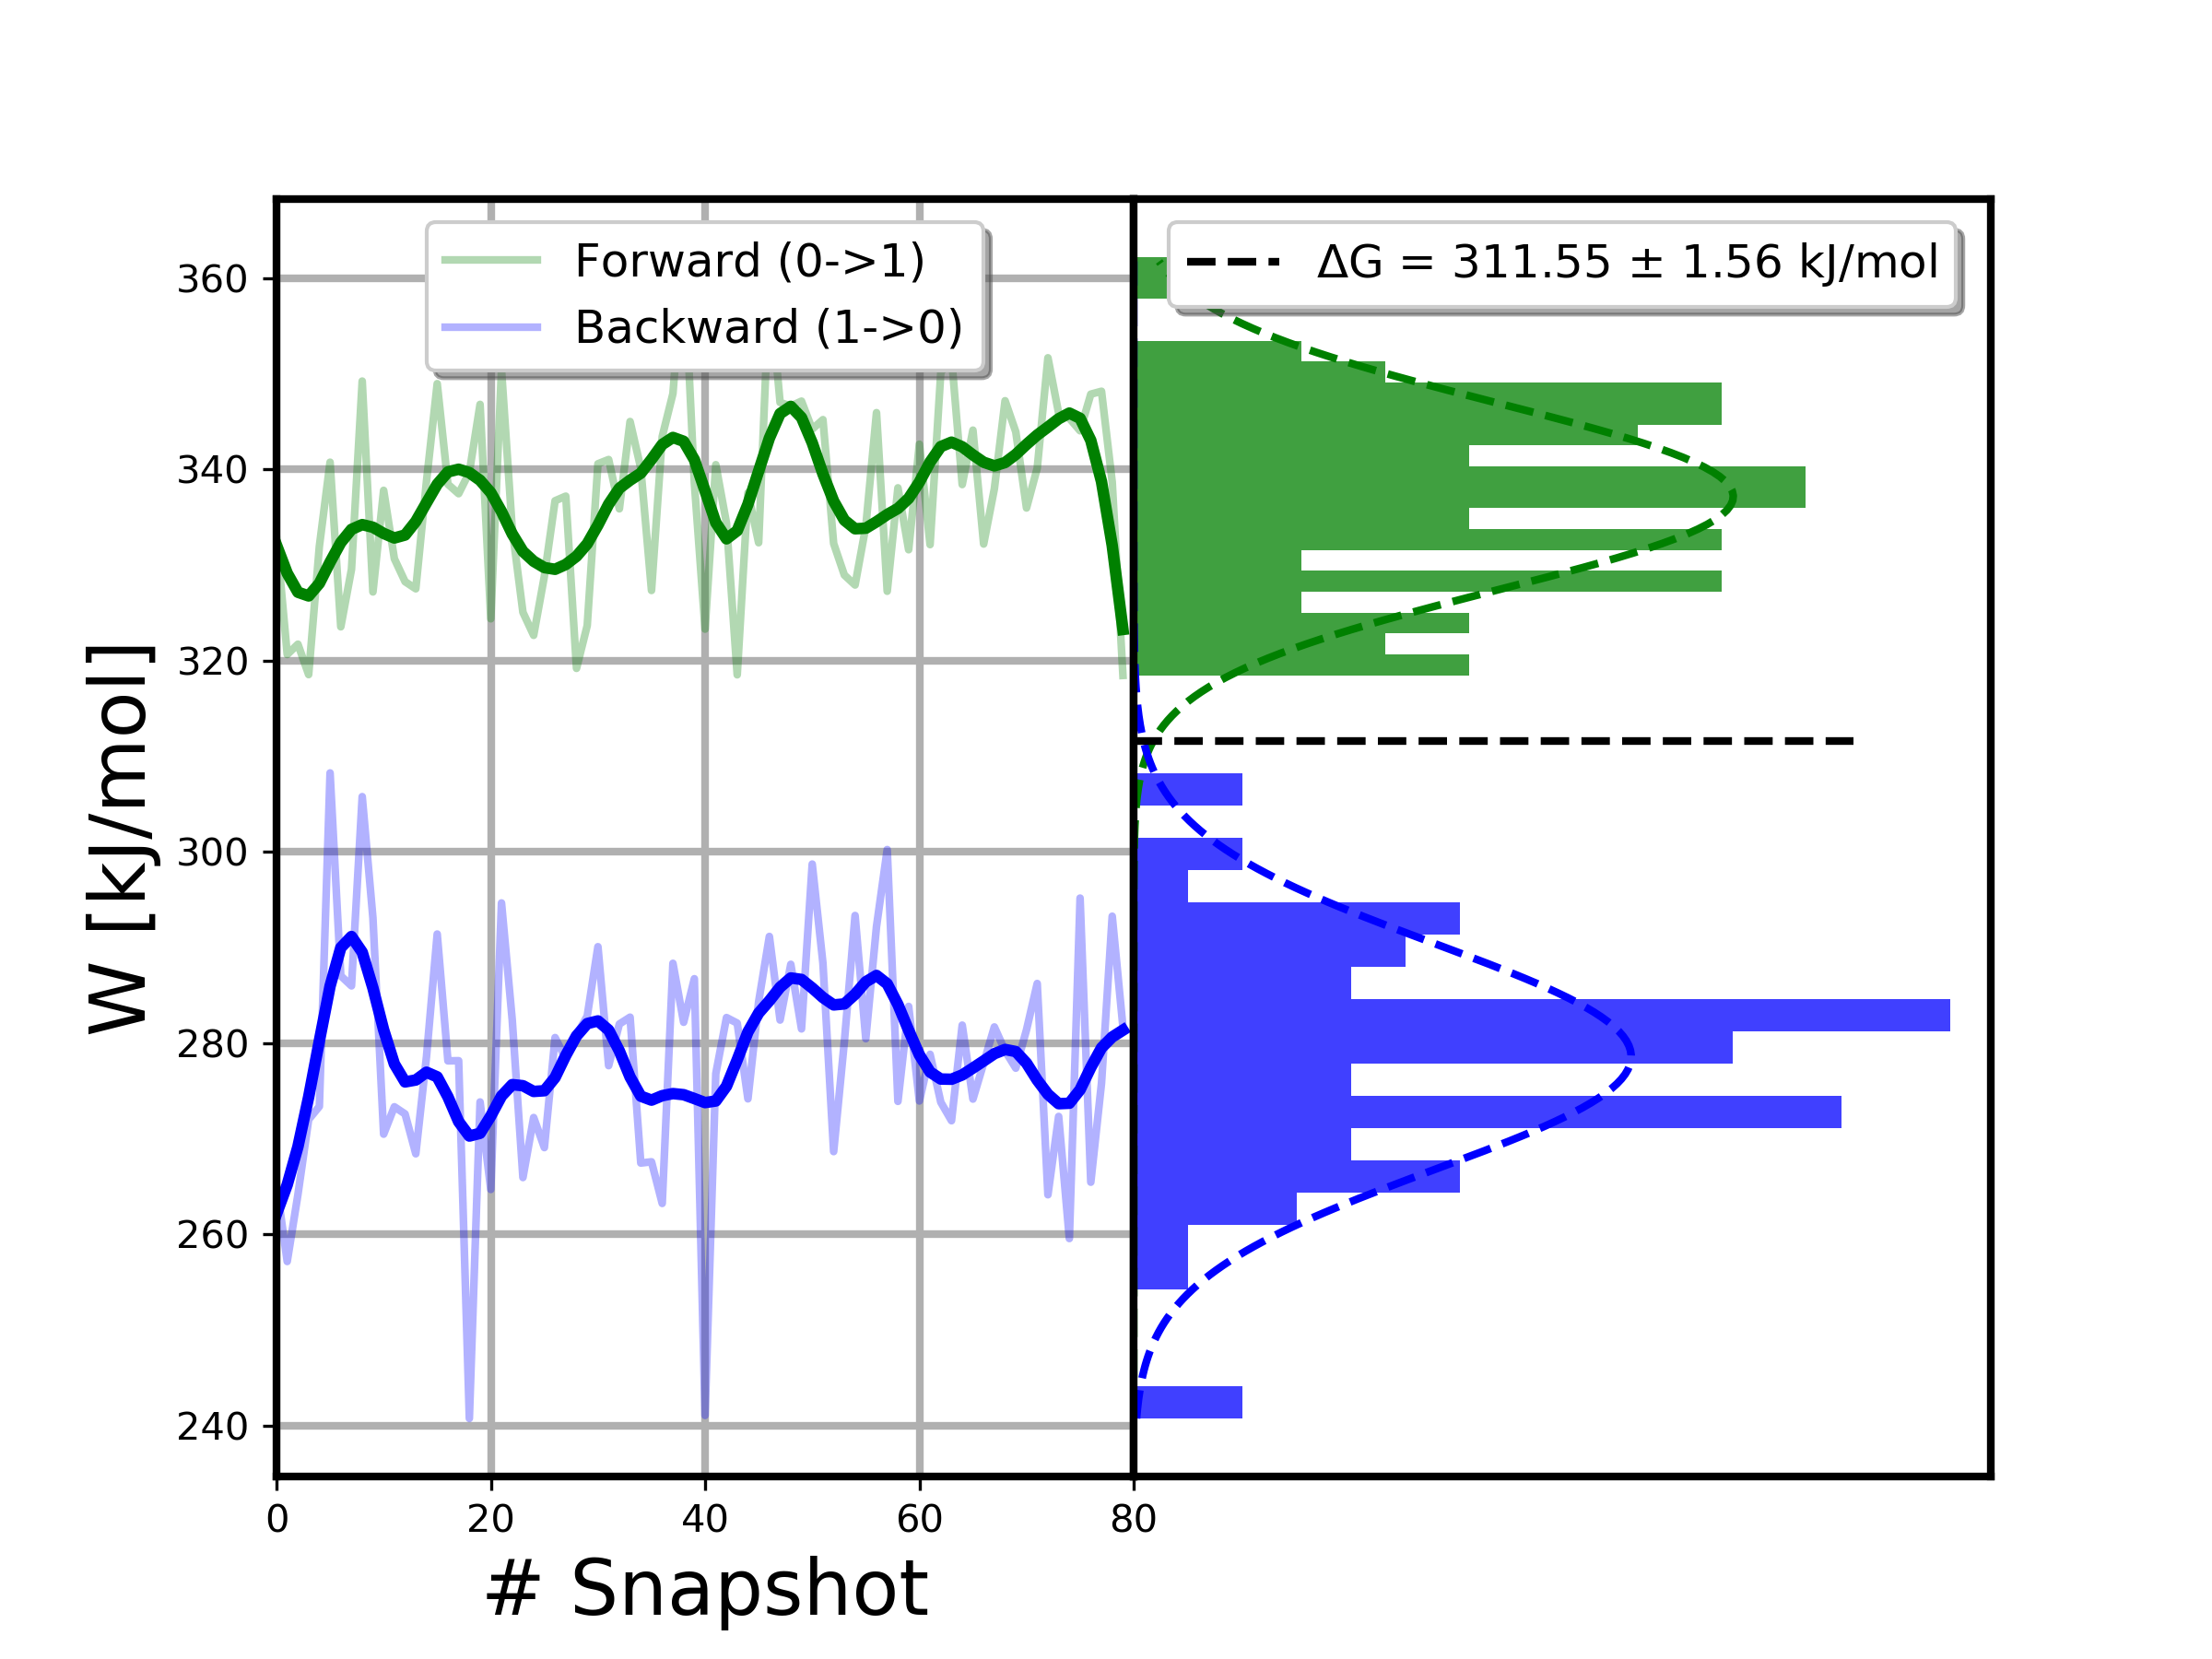 Forward (0->1)
Backward (1->0)
ΔG = 311.55 ± 1.56 kJ/mol
W [kJ/mol]
360
340
320
300
280
260
240
0 20 40 60 80
# Snapshot